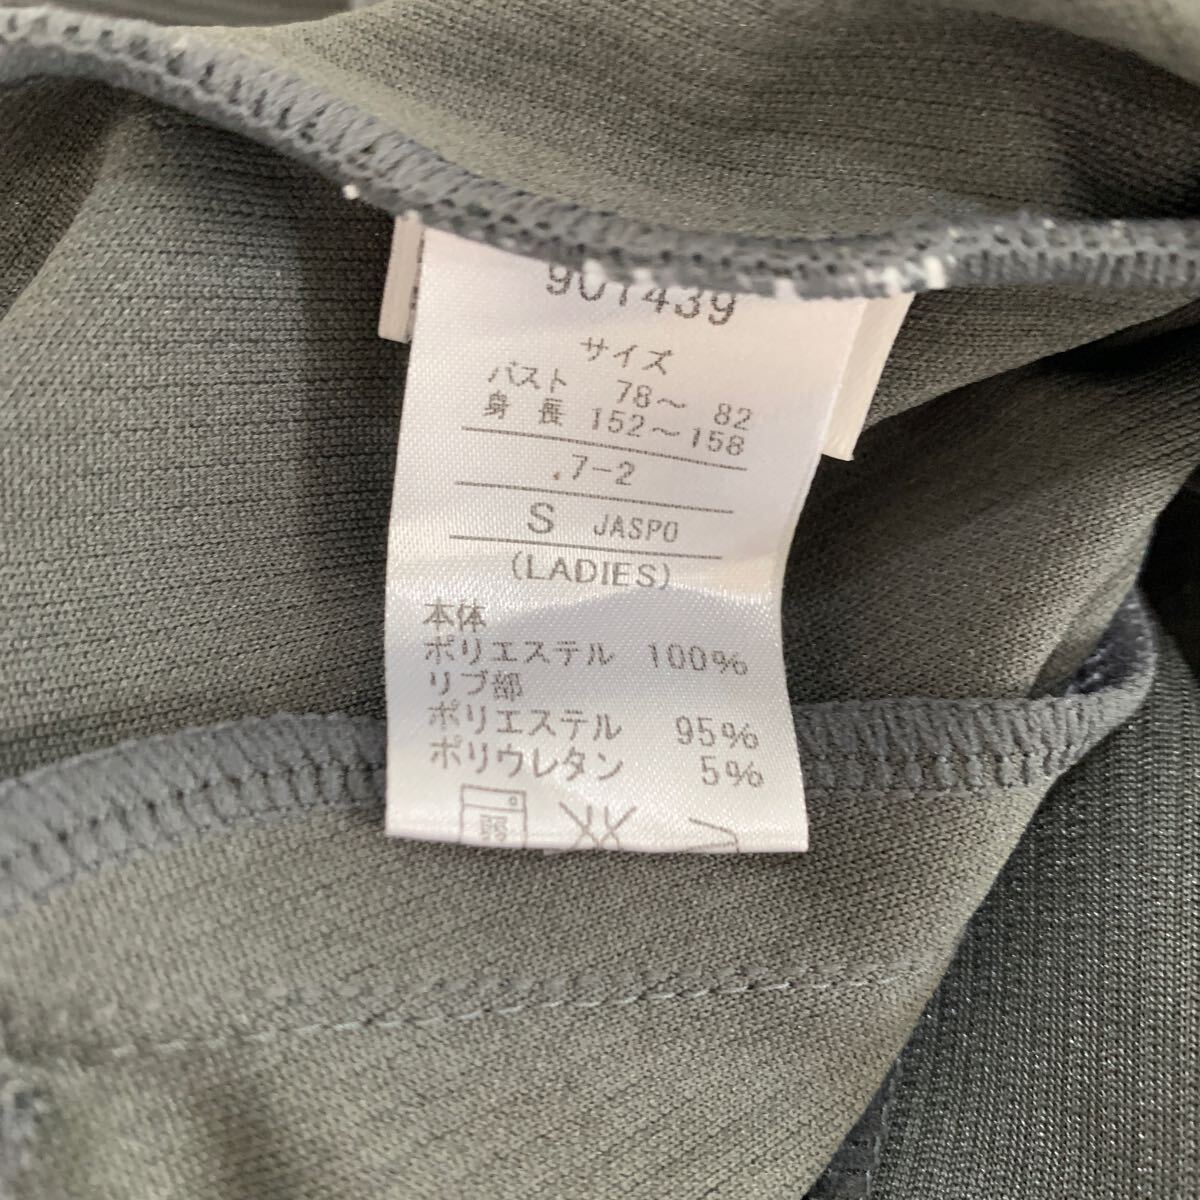 901439
サイズ
バスト 78〜 82
身長 152〜158
.7-2
S JASPO
(LADIES)
本体
ポリエステル 100%
リブ部
ポリエステル 95%
ポリウレタン 5%
弱